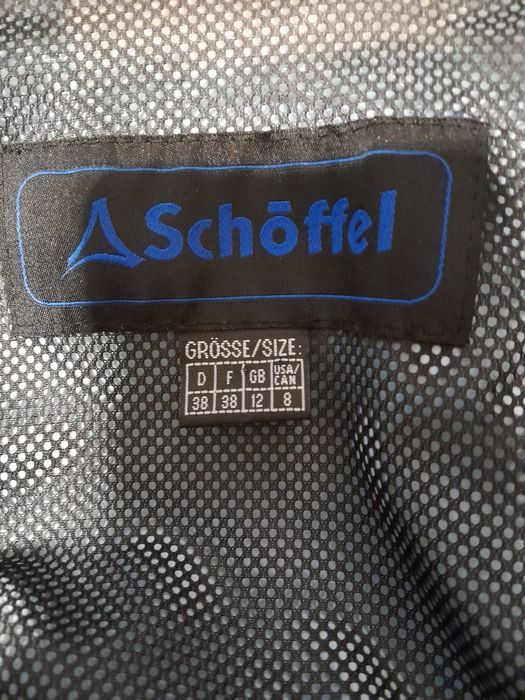 Schöffel
GRÖSSE/SIZE:
D F GB USA/CAN
38 38 12 8